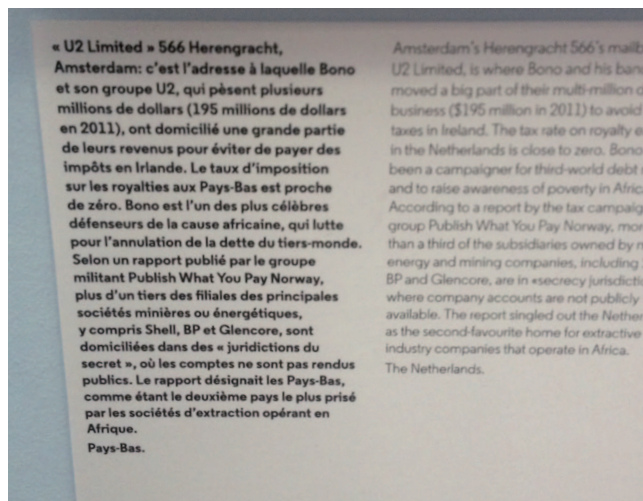 « U2 Limited » 566 Herengracht,
Amsterdam: c’est l’adresse à laquelle Bono
et son groupe U2, qui pèsent plusieurs
millions de dollars (195 millions de dollars
en 2011), ont domicilié une grande partie
de leurs revenus pour éviter de payer des
impôts en Irlande. Le taux d’imposition
sur les royalties aux Pays-Bas est proche
de zéro. Bono est l’un des plus célèbres
défenseurs de la cause africaine, qui lutte
pour l’annulation de la dette du tiers-monde.
Selon un rapport publié par le groupe
militant Publish What You Pay Norway,
plus d’un tiers des filiales des principales
sociétés minières ou énergétiques,
y compris Shell, BP et Glencore, sont
domiciliées dans des « juridictions du
secret », où les comptes ne sont pas rendus
publics. Le rapport désignait les Pays-Bas,
comme étant le deuxième pays le plus prisé
par les sociétés d’extraction opérant en
Afrique.
Pays-Bas.
Amsterdam’s Herengracht 566’s
U2 Limited, is where Bono and his
moved a big part of their multi-million
business ($195 million in 2011) to avoid
taxes in Ireland. The tax rate on royalty
in the Netherlands is close to zero. Bono
been a campaigner for third-world debt
and to raise awareness of poverty in
According to a report by the tax
group Publish What You Pay Norway,
than a third of the subsidiaries owned by
energy and mining companies, including
BP and Glencore, are in «secrecy
where company accounts are not publicly
available. The report singled out the
as the second-favourite home for extractive
industry companies that operate in Africa.
The Netherlands.